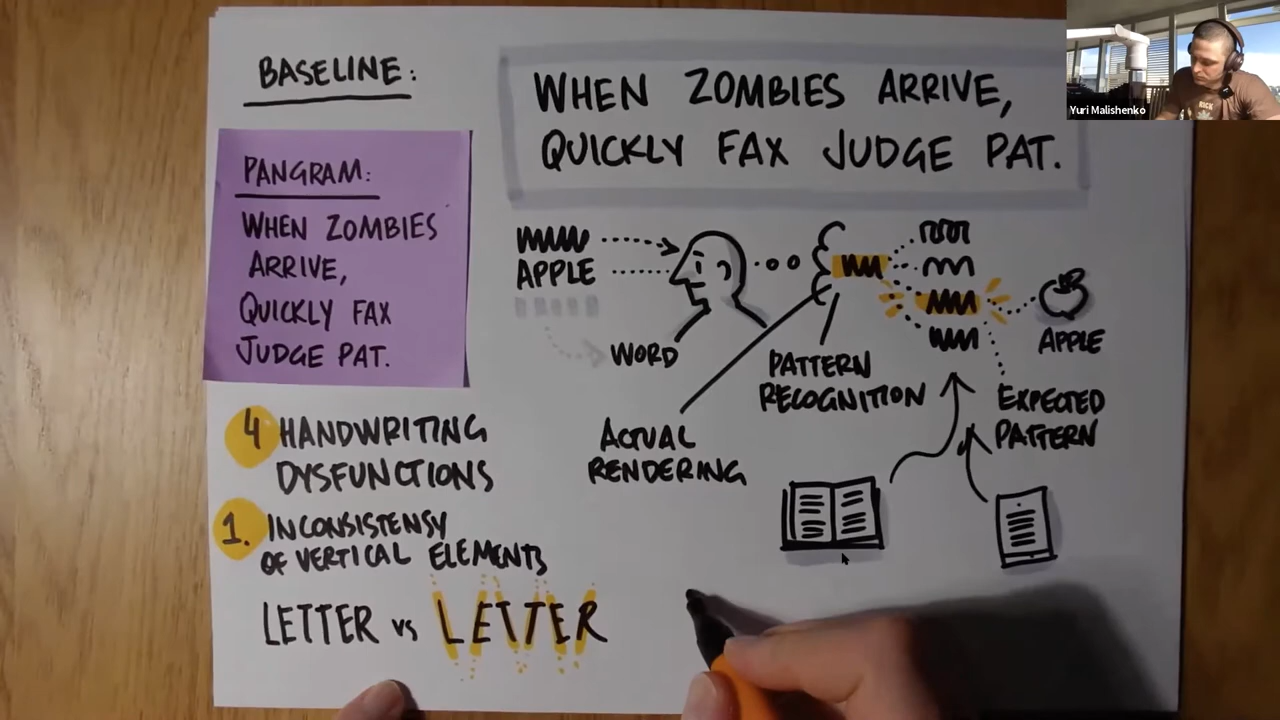 BASELINE:
WHEN ZOMBIES ARRIVE,
QUICKLY FAX JUDGE PAT.
Yuri Malishenko
PANGRAM:
WHEN ZOMBIES
ARRIVE,
QUICKLY FAX
JUDGE PAT.
APPLE
WORD
PATTERN
RECOGNITION
APPLE
EXPECTED
PATTERN
ACTUAL
RENDERING
4 HANDWRITING
DYSFUNCTIONS
1. INCONSISTENSY
OF VERTICAL ELEMENTS
LETTER vs LETTER